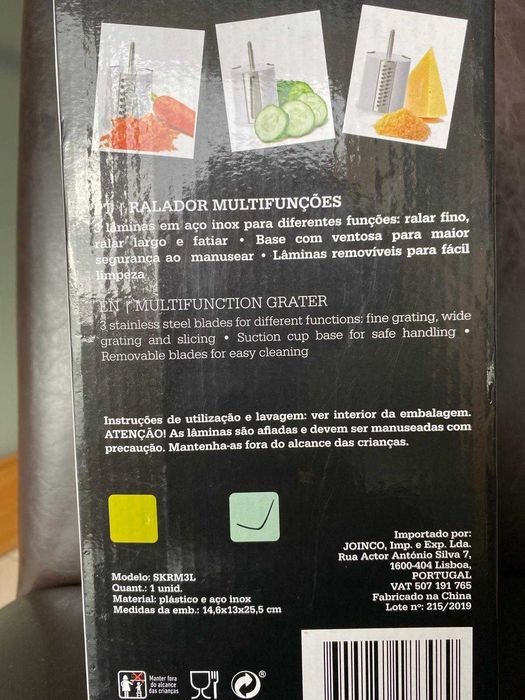 PT | RALADOR MULTIFUNÇÕES
3 lâminas em aço inox para diferentes funções: ralar fino,
ralar largo e fatiar • Base com ventosa para maior
segurança ao manusear • Lâminas removíveis para fácil
limpeza
EN | MULTIFUNCTION GRATER
3 stainless steel blades for different functions: fine grating, wide
grating and slicing • Suction cup base for safe handling •
Removable blades for easy cleaning
Instruções de utilização e lavagem: ver interior da embalagem.
ATENÇÃO! As lâminas são afiadas e devem ser manuseadas com
precaução. Mantenha-as fora do alcance das crianças.
Importado por:
JOINCO, Imp. e Exp. Lda.
Rua Actor António Silva 7,
1600-404 Lisboa,
PORTUGAL
VAT 507 191 765
Fabricado na China
Lote nº: 215/2019
Modelo: SKRM3L
Quant.: 1 unid.
Material: plástico e aço inox
Medidas da emb.: 14,6x13x25,5 cm
Manter fora
do alcance
das crianças